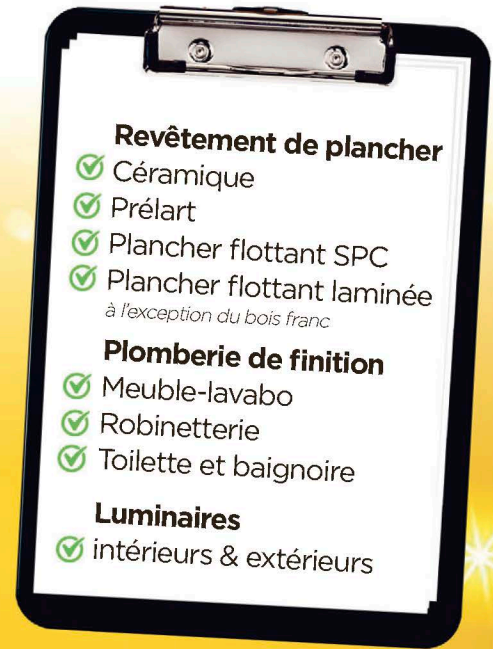 Revêtement de plancher
Céramique
Prélart
Plancher flottant SPC
Plancher flottant laminée
à l'exception du bois franc
Plomberie de finition
Meuble-lavabo
Robinetterie
Toilette et baignoire
Luminaires
intérieurs & extérieurs